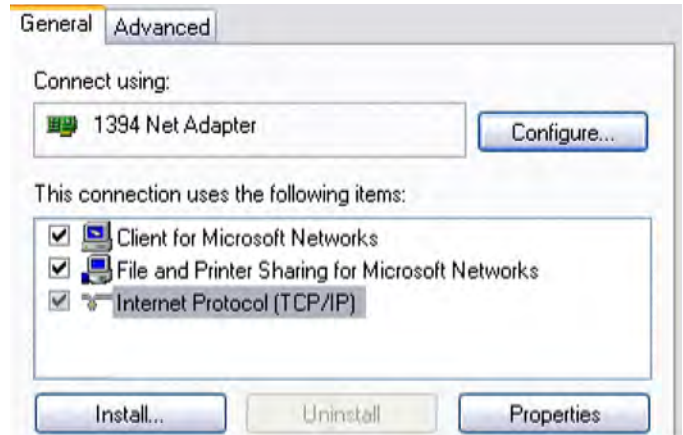 General Advanced
Connect using:
1394 Net Adapter Configure...
This connection uses the following items:
Client for Microsoft Networks
File and Printer Sharing for Microsoft Networks
Internet Protocol (TCP/IP)
Install... Uninstall Properties